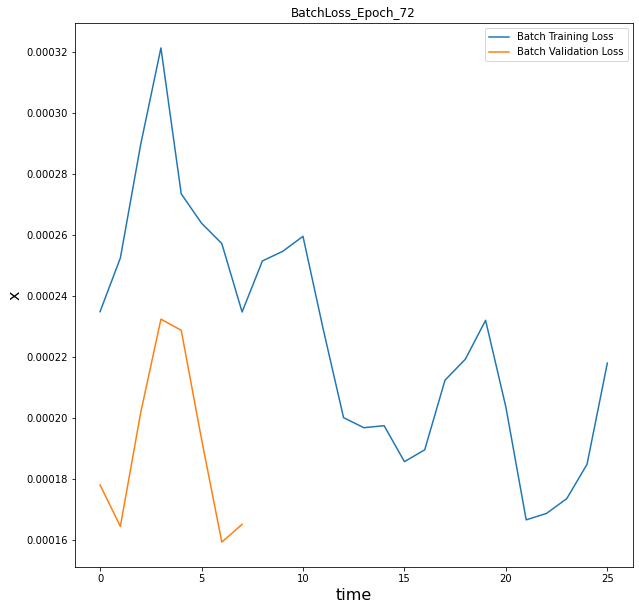 BatchLoss_Epoch_72
Batch Training Loss
Batch Validation Loss
x
0.00032
0.00030
0.00028
0.00026
0.00024
0.00022
0.00020
0.00018
0.00016
0 5 10 15 20 25
time